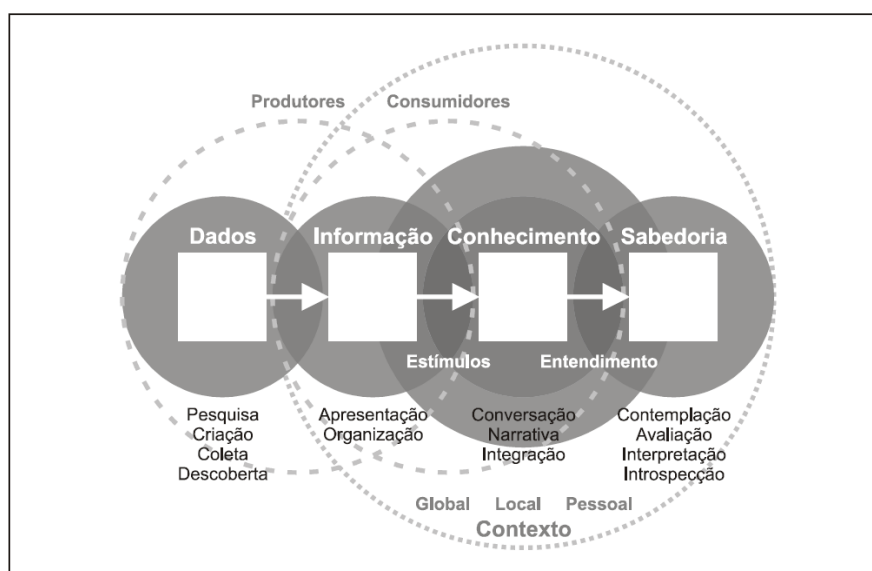 Produtores Consumidores
Dados Informação Conhecimento Sabedoria
Estímulos Entendimento
Pesquisa
Criação
Coleta
Descoberta
Apresentação
Organização
Conversação
Narrativa
Integração
Contemplação
Avaliação
Interpretação
Introspecção
Global Local Pessoal
Contexto